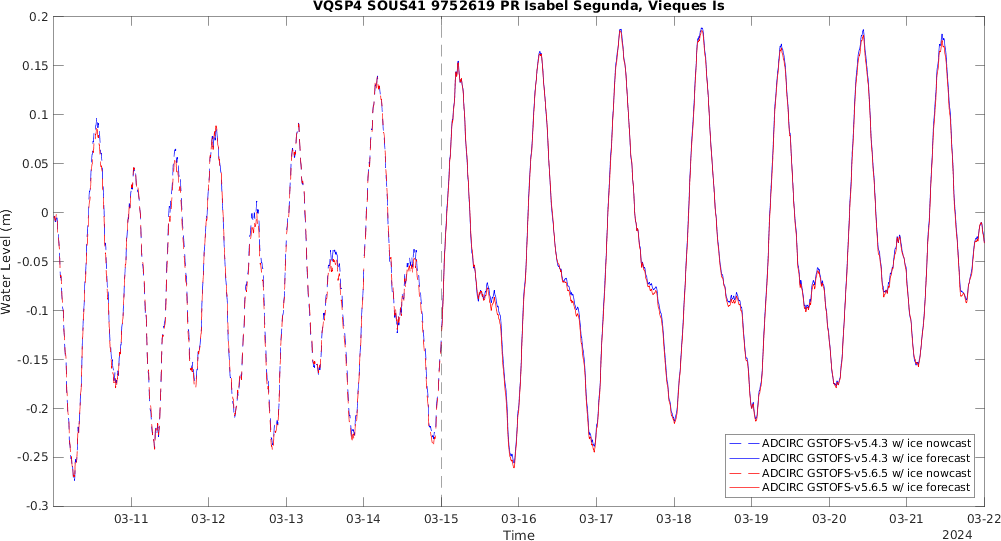 VQSP4 SOUS41 9752619 PR Isabel Segunda, Vieques Is
0.2
0.15
0.1
0.05
0
-0.05
-0.1
-0.15
-0.2
-0.25
-0.3
Water Level (m)
03-11 03-12 03-13 03-14 03-15 03-16 03-17 03-18 03-19 03-20 03-21 03-22
Time
2024
ADCIRC GSTOFS-v5.4.3 w/ ice nowcast
ADCIRC GSTOFS-v5.4.3 w/ ice forecast
ADCIRC GSTOFS-v5.6.5 w/ ice nowcast
ADCIRC GSTOFS-v5.6.5 w/ ice forecast